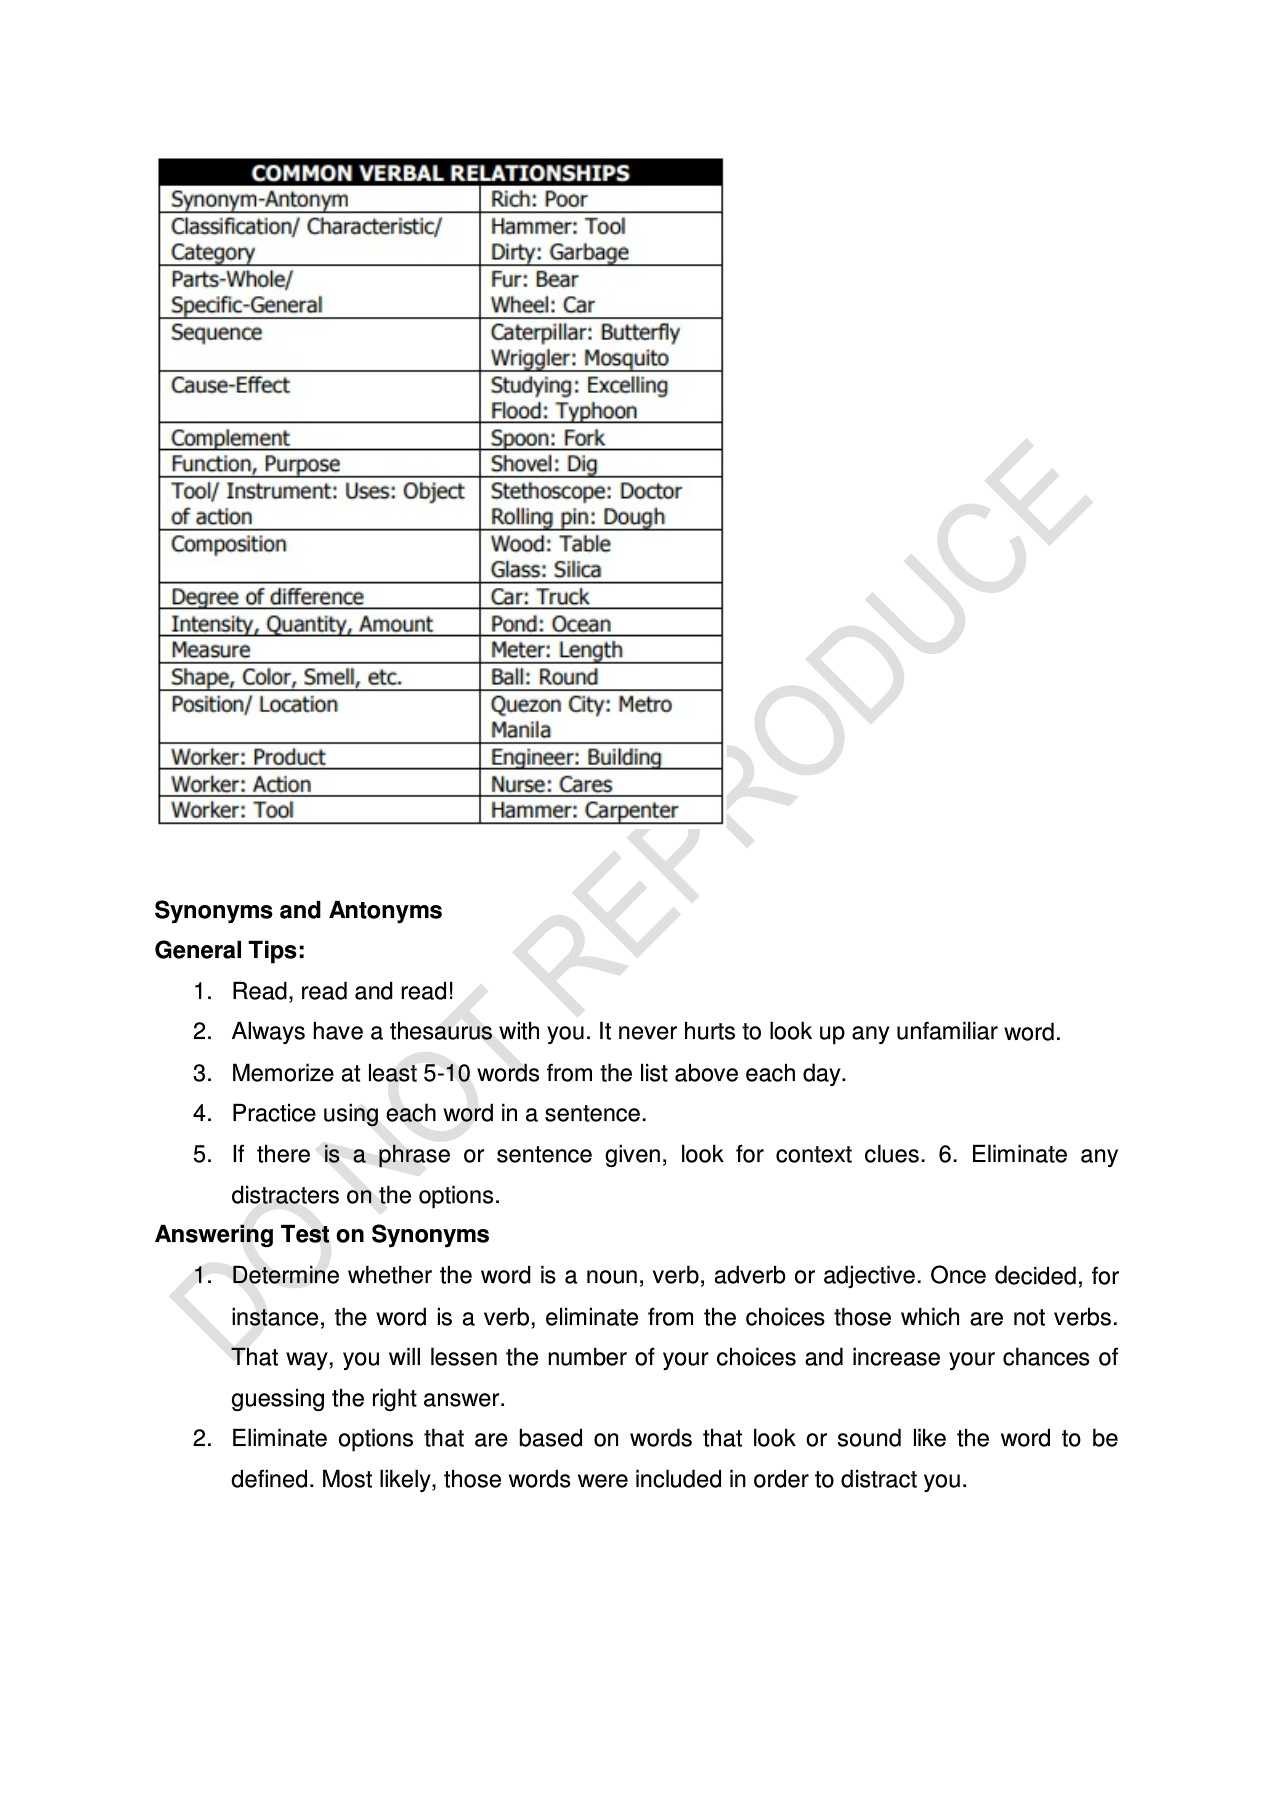 COMMON VERBAL RELATIONSHIPS
Synonym-Antonym Rich: Poor
Classification/ Characteristic/ Hammer: Tool
Category Dirty: Garbage
Parts-Whole/ Fur: Bear
Specific-General Wheel: Car
Sequence Caterpillar: Butterfly
Wriggler: Mosquito
Cause-Effect Studying: Excelling
Flood: Typhoon
Complement Spoon: Fork
Function, Purpose Shovel: Dig
Tool/ Instrument: Uses: Object Stethoscope: Doctor
of action Rolling pin: Dough
Composition Wood: Table
Glass: Silica
Degree of difference Car: Truck
Intensity, Quantity, Amount Pond: Ocean
Measure Meter: Length
Shape, Color, Smell, etc. Ball: Round
Position/ Location Quezon City: Metro
Manila
Worker: Product Engineer: Building
Worker: Action Nurse: Cares
Worker: Tool Hammer: Carpenter
Synonyms and Antonyms
General Tips:
1. Read, read and read!
2. Always have a thesaurus with you. It never hurts to look up any unfamiliar word.
3. Memorize at least 5-10 words from the list above each day.
4. Practice using each word in a sentence.
5. If there is a phrase or sentence given, look for context clues. 6. Eliminate any
distracters on the options.
Answering Test on Synonyms
1. Determine whether the word is a noun, verb, adverb or adjective. Once decided, for
instance, the word is a verb, eliminate from the choices those which are not verbs.
That way, you will lessen the number of your choices and increase your chances of
guessing the right answer.
2. Eliminate options that are based on words that look or sound like the word to be
defined. Most likely, those words were included in order to distract you.
DO NOT REPRODUCE